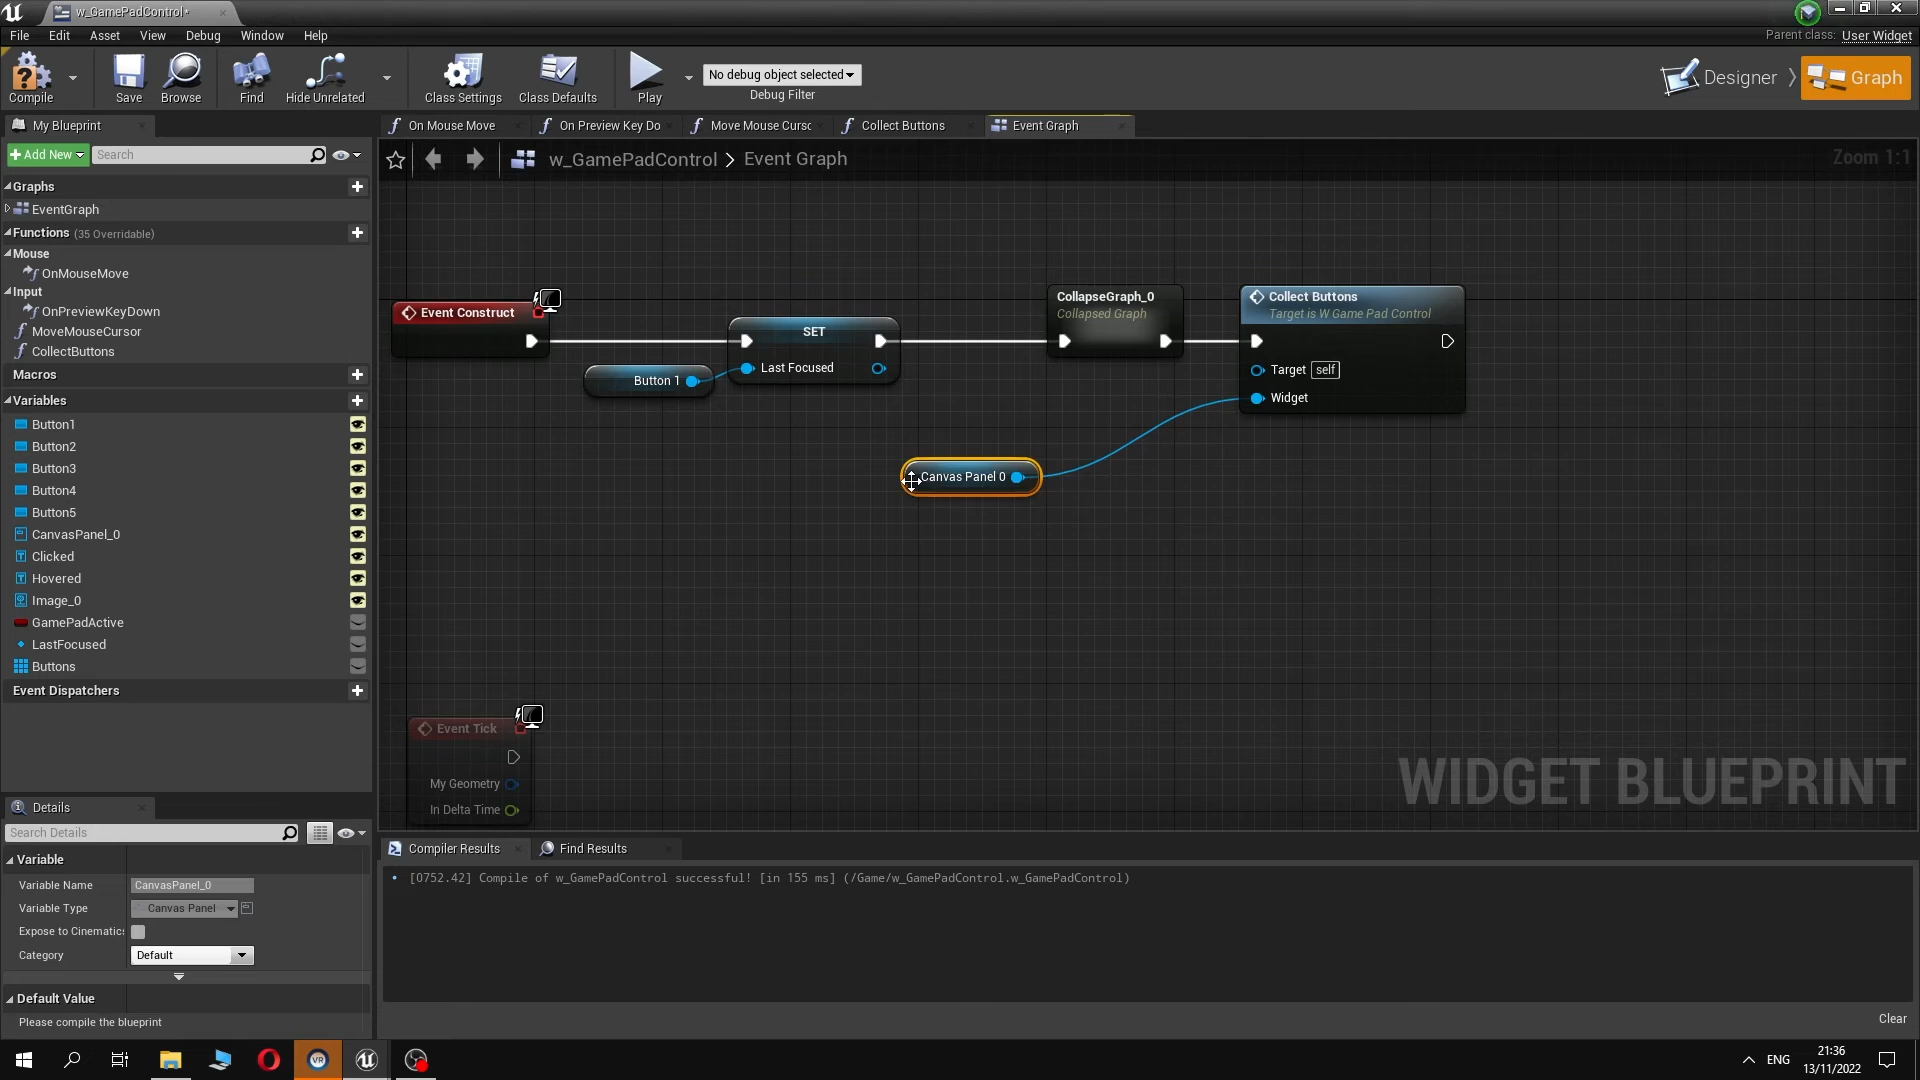 w_GamePadControl*
File Edit Asset View Debug Window Help
Parent class: User Widget
Compile
Save
Browse
Find
Hide Unrelated
Class Settings
Class Defaults
Play
No debug object selected
Debug Filter
Designer
Graph
My Blueprint
On Mouse Move
On Preview Key Do
Move Mouse Curso
Collect Buttons
Event Graph
Add New
Search
w_GamePadControl > Event Graph
Zoom 1:1
Graphs
EventGraph
Functions (35 Overridable)
Mouse
OnMouseMove
Input
OnPreviewKeyDown
MoveMouseCursor
CollectButtons
Macros
Variables
Button1
Button2
Button3
Button4
Button5
CanvasPanel_0
Clicked
Hovered
Image_0
GamePadActive
LastFocused
Buttons
Event Dispatchers
Event Construct
SET
Last Focused
Button 1
CollapseGraph_0
Collapsed Graph
Collect Buttons
Target is W Game Pad Control
Target self
Widget
Canvas Panel 0
Event Tick
My Geometry
In Delta Time
WIDGET BLUEPRINT
Details
Search Details
Variable
Variable Name CanvasPanel_0
Variable Type Canvas Panel
Expose to Cinematics
Category Default
Default Value
Please compile the blueprint
Compiler Results
Find Results
[0752.42] Compile of w_GamePadControl successful! [in 155 ms] (/Game/w_GamePadControl.w_GamePadControl)
Clear
VR
ENG
21:36
13/11/2022